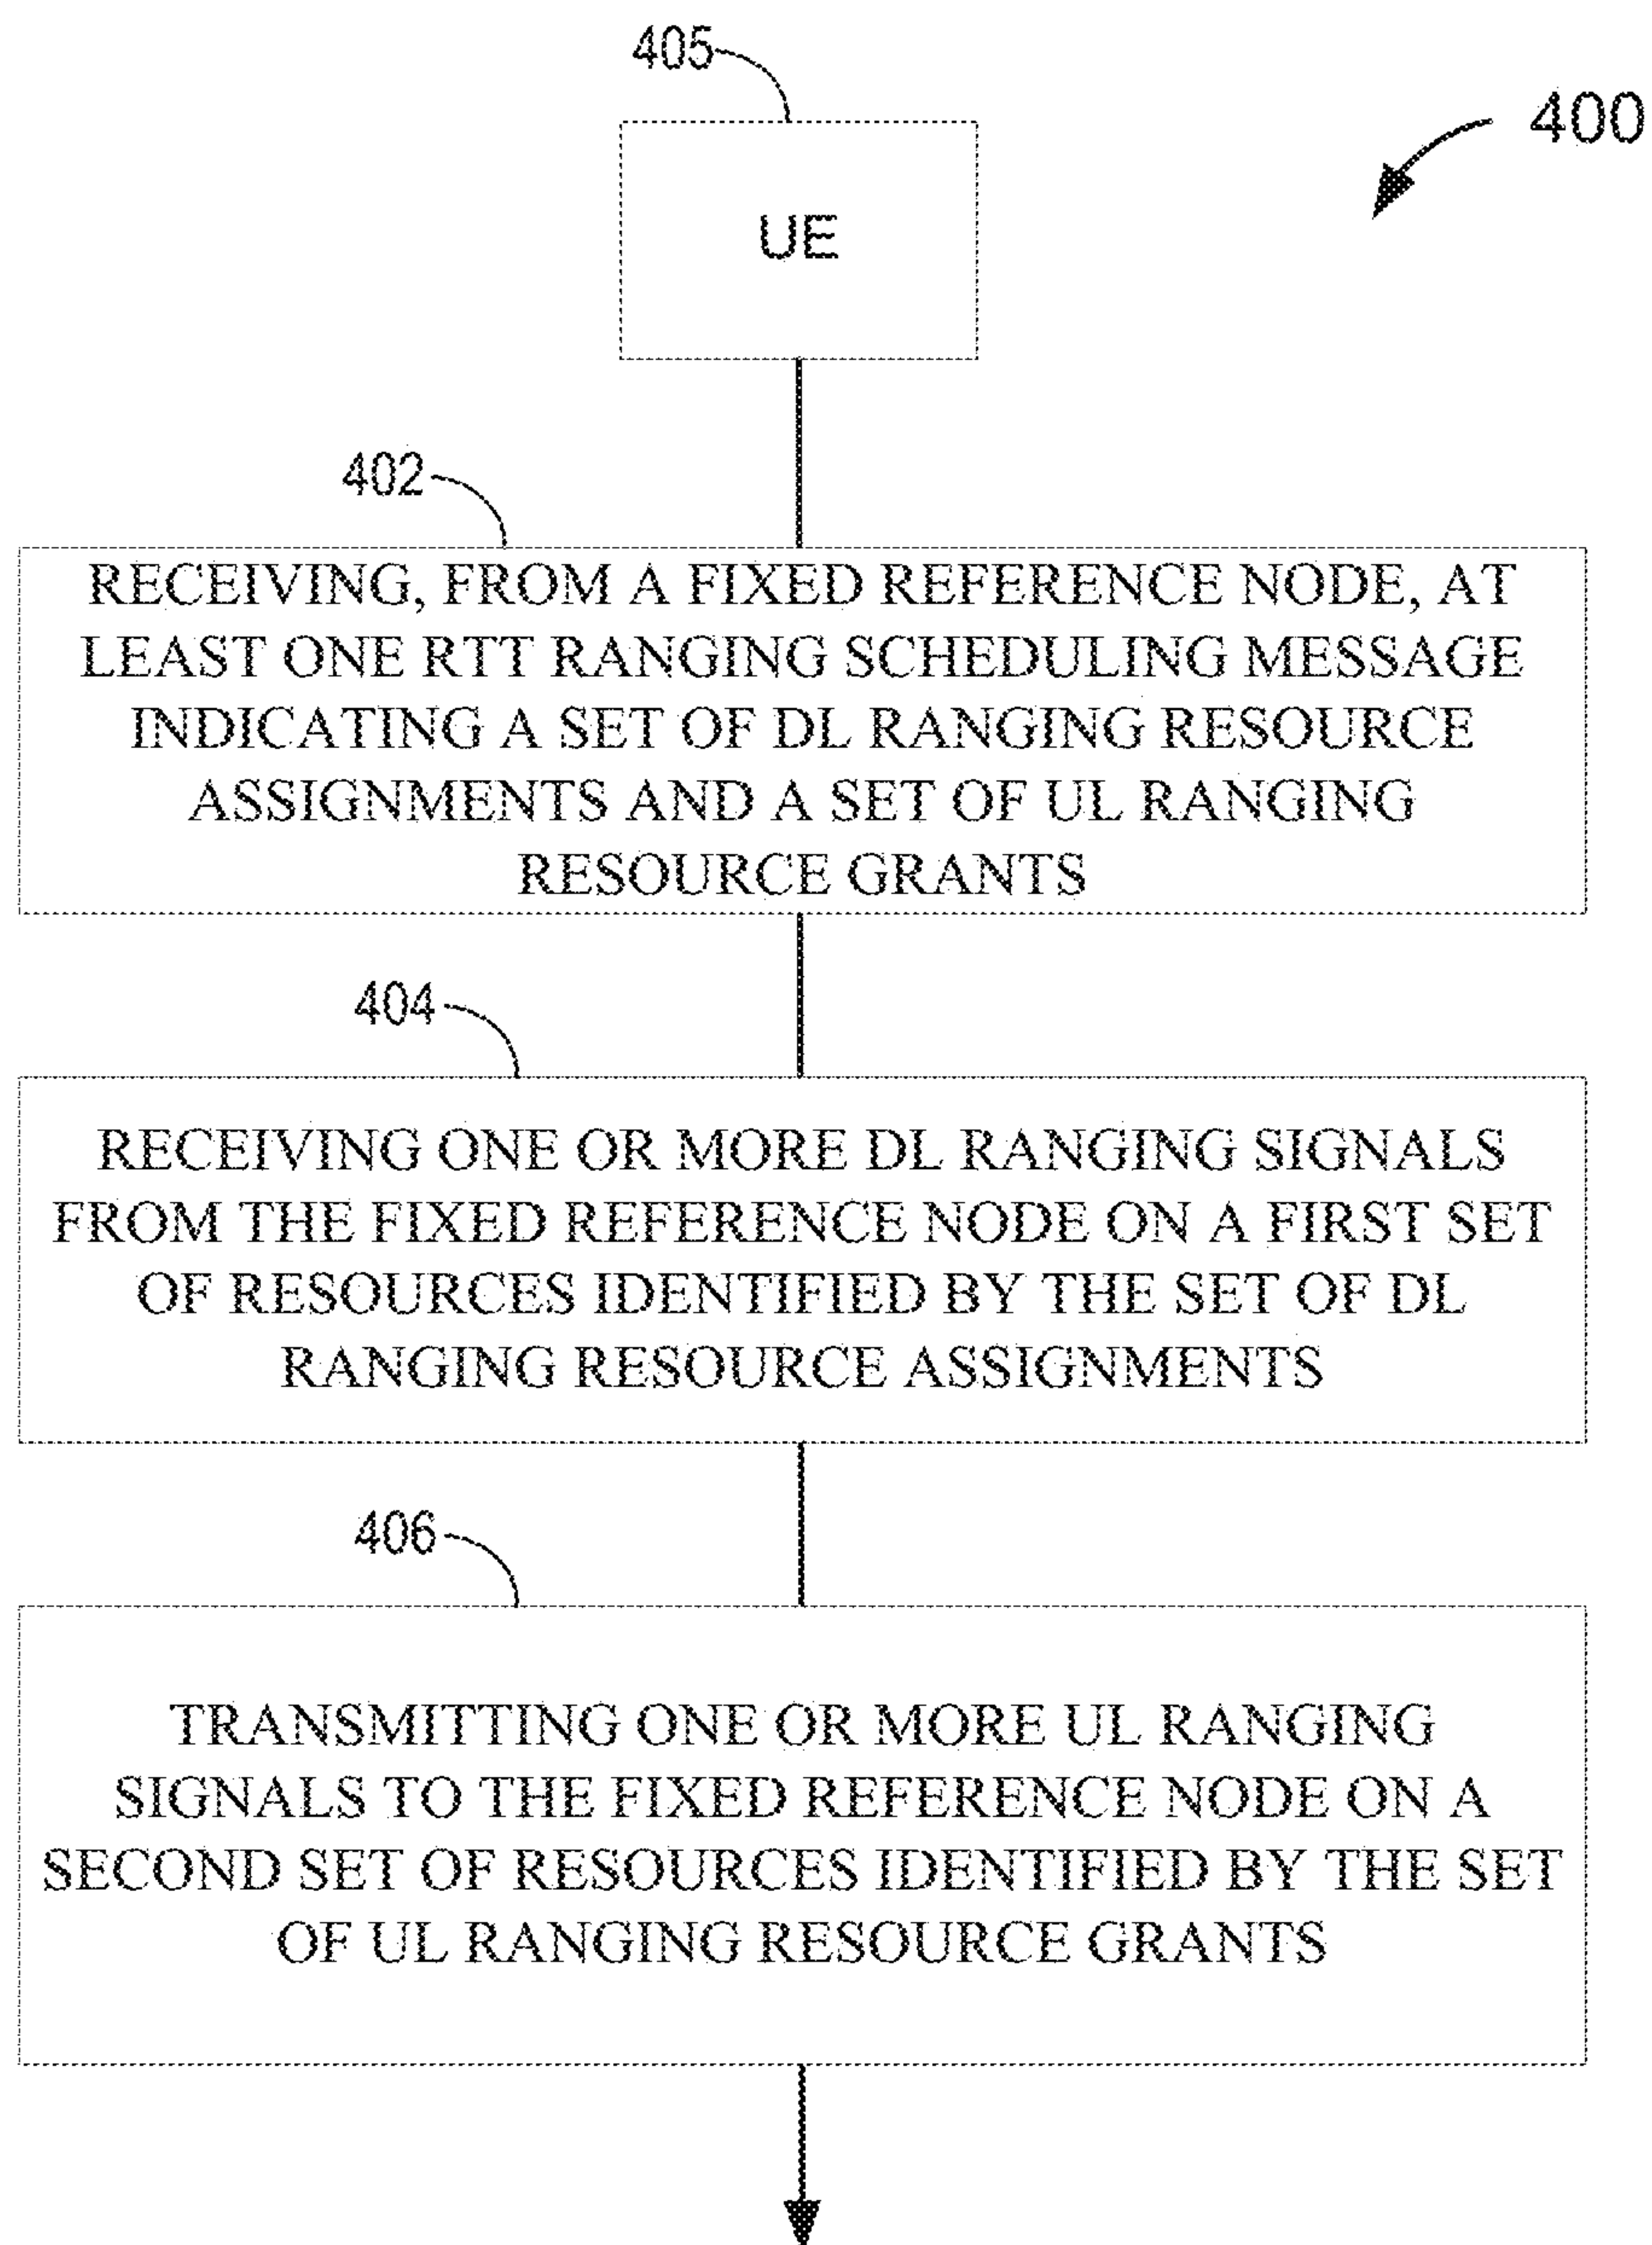 405
400
UE
402
RECEIVING, FROM A FIXED REFERENCE NODE, AT
LEAST ONE RTT RANGING SCHEDULING MESSAGE
INDICATING A SET OF DL RANGING RESOURCE
ASSIGNMENTS AND A SET OF UL RANGING
RESOURCE GRANTS
404
RECEIVING ONE OR MORE DL RANGING SIGNALS
FROM THE FIXED REFERENCE NODE ON A FIRST SET
OF RESOURCES IDENTIFIED BY THE SET OF DL
RANGING RESOURCE ASSIGNMENTS
406
TRANSMITTING ONE OR MORE UL RANGING
SIGNALS TO THE FIXED REFERENCE NODE ON A
SECOND SET OF RESOURCES IDENTIFIED BY THE SET
OF UL RANGING RESOURCE GRANTS